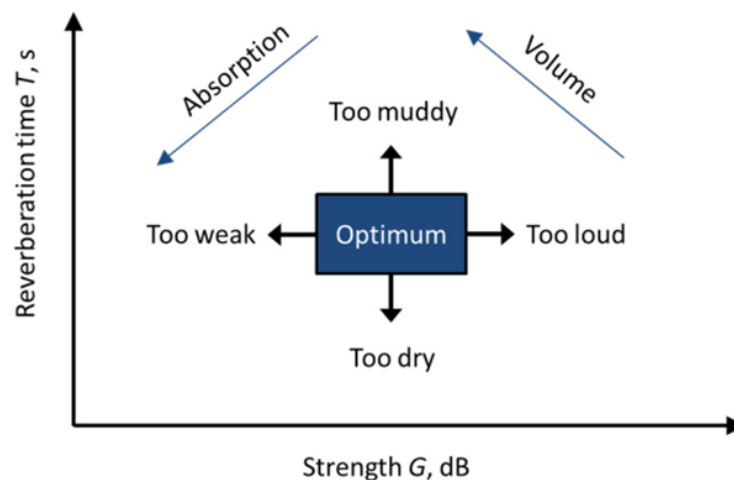 Reverberation time T, s
Absorption
Volume
Too muddy
Too weak
Optimum
Too loud
Too dry
Strength G, dB